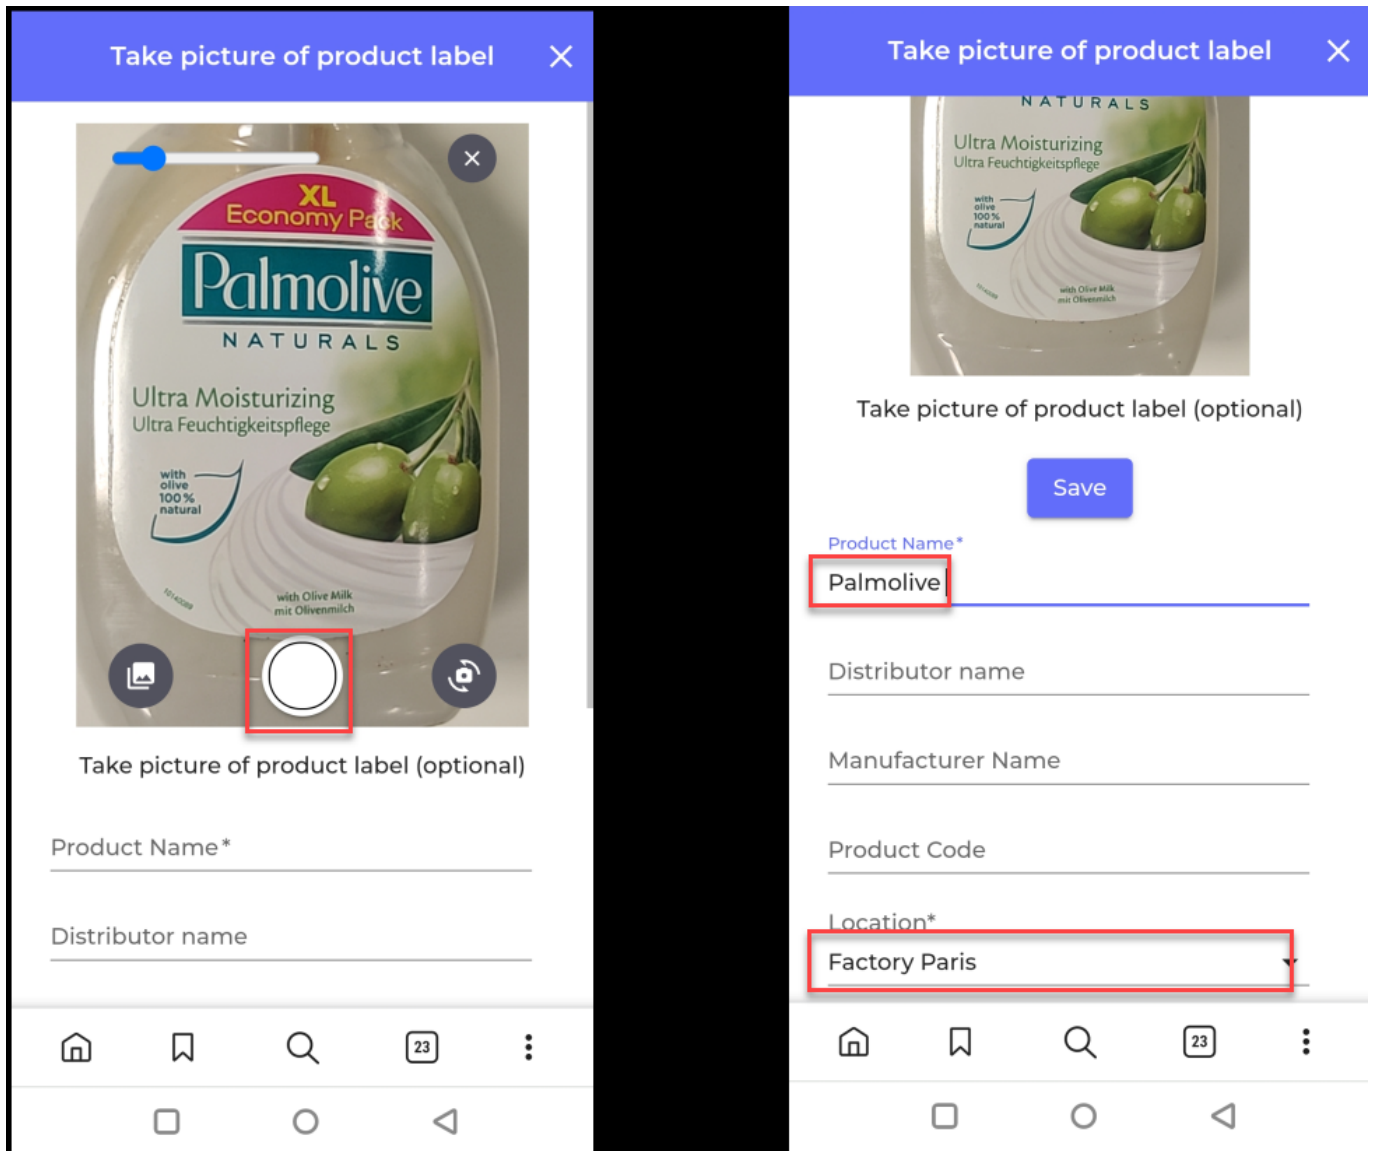 Take picture of product label
XL
Economy Pack
Palmolive
NATURALS
Ultra Moisturizing
Ultra Feuchtigkeitspflege
with
olive
100%
natural
10140089
with Olive Milk
mit Olivenmilch
Take picture of product label (optional)
Product Name*
Distributor name
23
Take picture of product label
NATURALS
Ultra Moisturizing
Ultra Feuchtigkeitspflege
with
olive
100%
natural
10140089
with Olive Milk
mit Olivenmilch
Take picture of product label (optional)
Save
Product Name*
Palmolive
Distributor name
Manufacturer Name
Product Code
Location*
Factory Paris
23